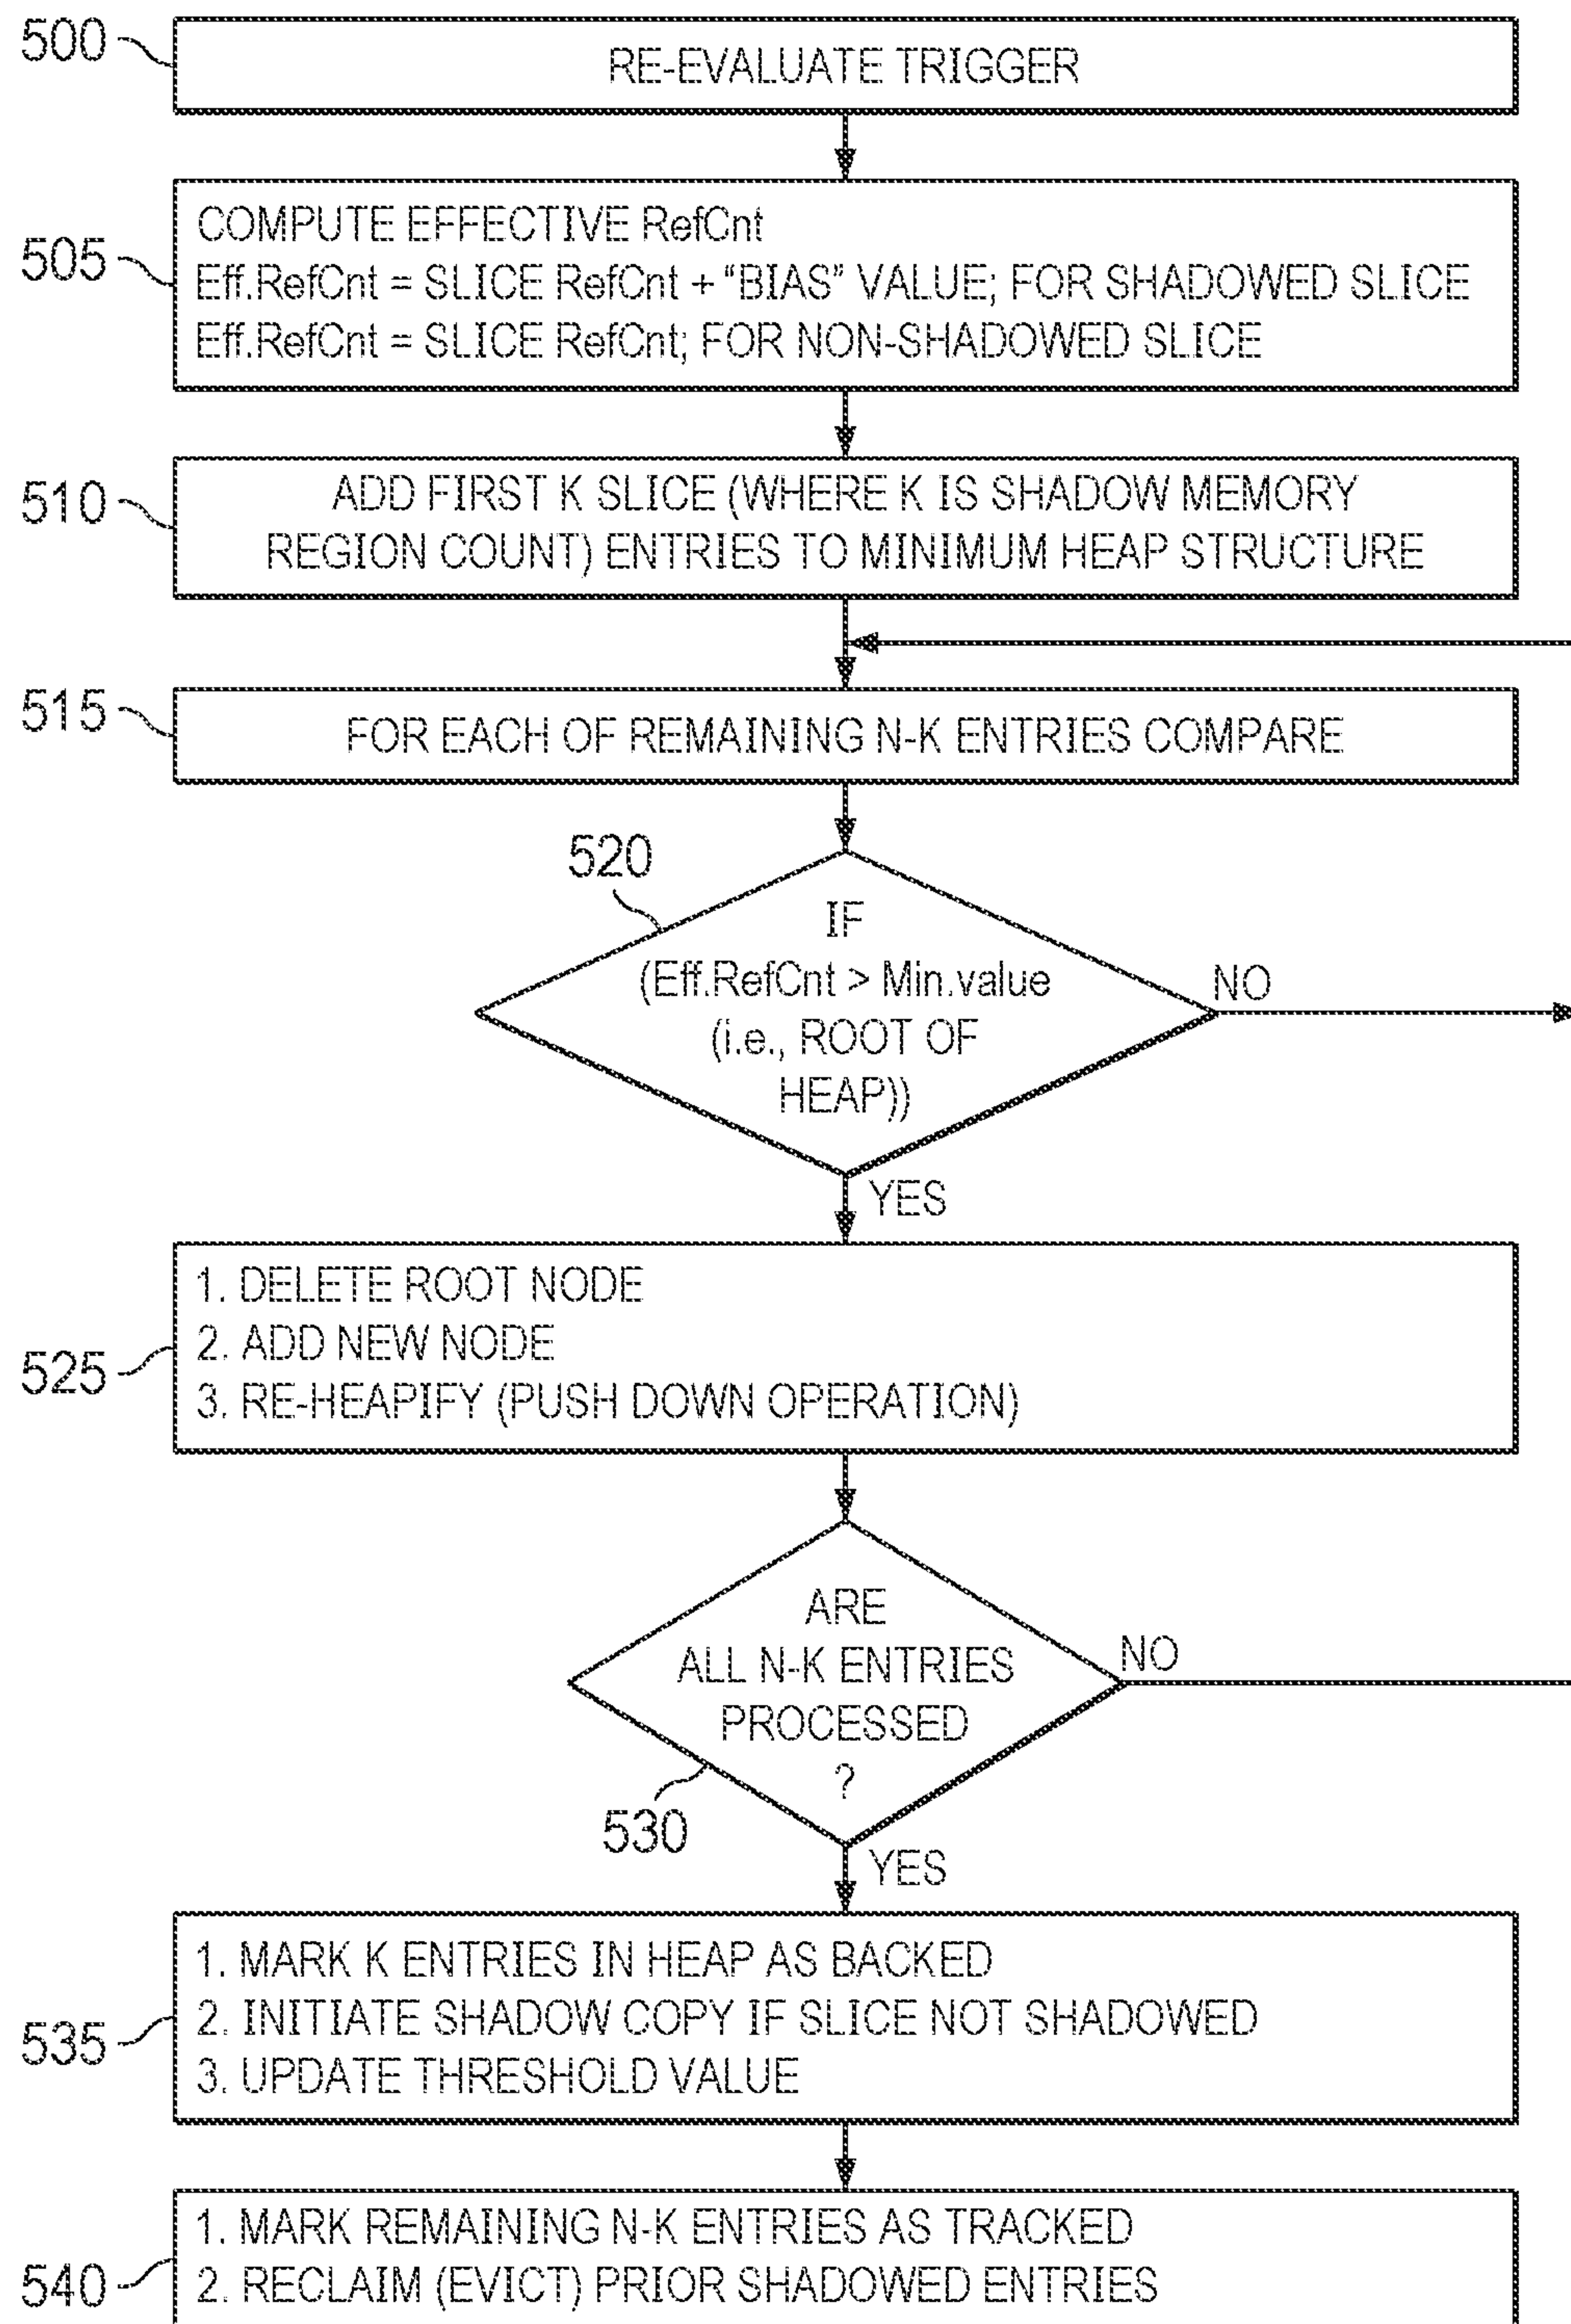 500
RE-EVALUATE TRIGGER
505
COMPUTE EFFECTIVE RefCnt
Eff.RefCnt = SLICE RefCnt + "BIAS" VALUE; FOR SHADOWED SLICE
Eff.RefCnt = SLICE RefCnt; FOR NON-SHADOWED SLICE
510
ADD FIRST K SLICE (WHERE K IS SHADOW MEMORY
REGION COUNT) ENTRIES TO MINIMUM HEAP STRUCTURE
515
FOR EACH OF REMAINING N-K ENTRIES COMPARE
520
IF
(Eff.RefCnt > Min.value
(i.e., ROOT OF
HEAP))
NO
YES
525
1. DELETE ROOT NODE
2. ADD NEW NODE
3. RE-HEAPIFY (PUSH DOWN OPERATION)
ARE
ALL N-K ENTRIES
PROCESSED
?
NO
530
YES
535
1. MARK K ENTRIES IN HEAP AS BACKED
2. INITIATE SHADOW COPY IF SLICE NOT SHADOWED
3. UPDATE THRESHOLD VALUE
540
1. MARK REMAINING N-K ENTRIES AS TRACKED
2. RECLAIM (EVICT) PRIOR SHADOWED ENTRIES